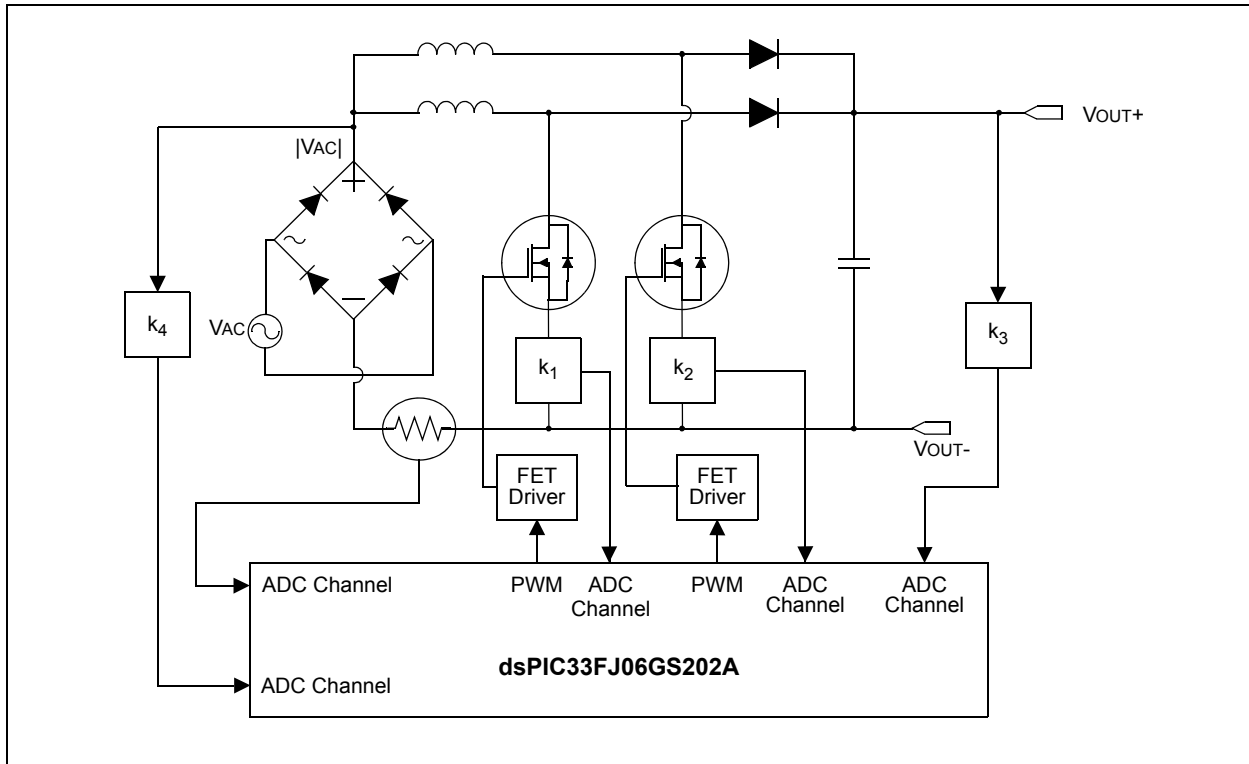 VOUT+
|VAC|
k4
VAC
k1
k2
k3
VOUT-
FET
Driver
FET
Driver
ADC Channel
PWM
ADC
Channel
PWM
ADC
Channel
ADC
Channel
dsPIC33FJ06GS202A
ADC Channel